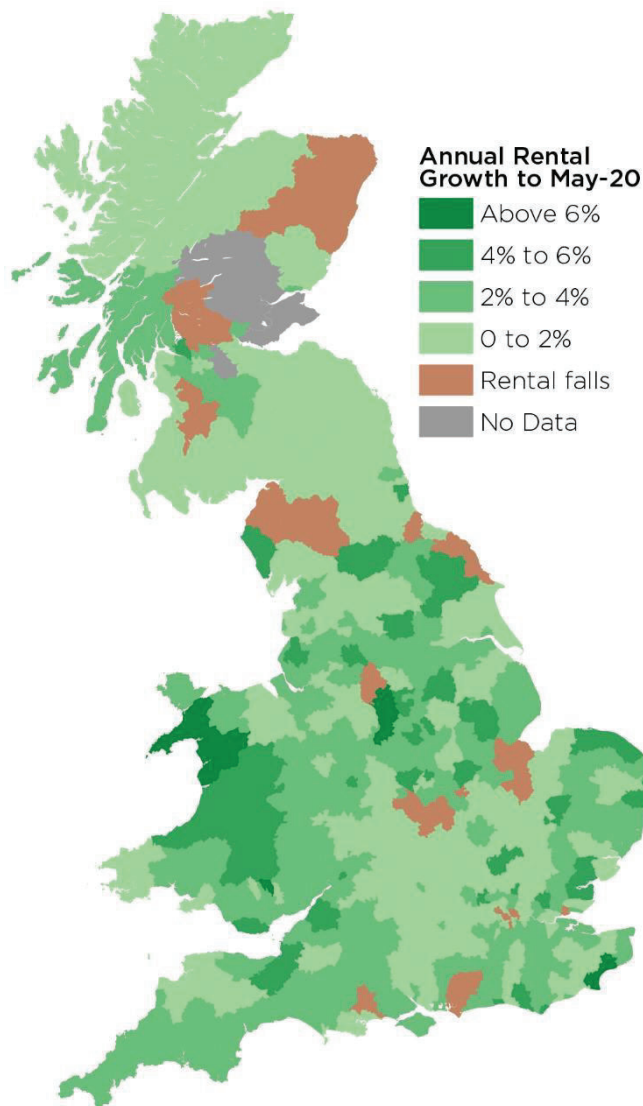 Annual Rental
Growth to May-20
Above 6%
4% to 6%
2% to 4%
0 to 2%
Rental falls
No Data